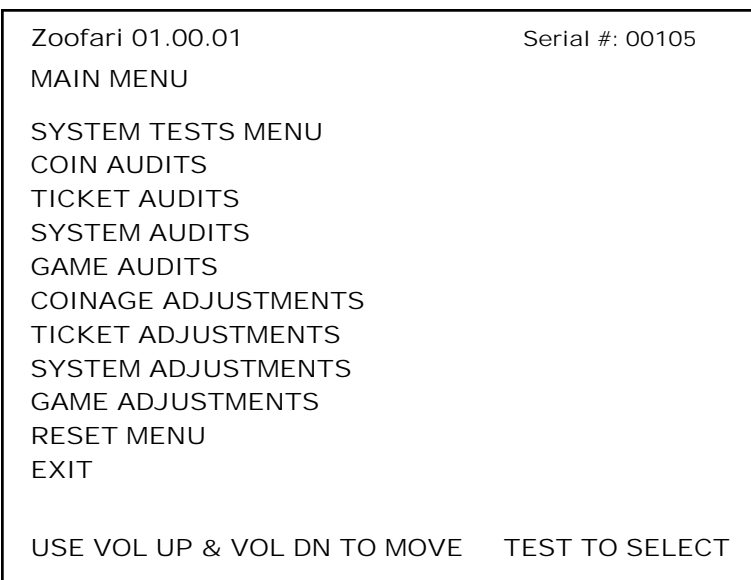 Zoofari 01.00.01 Serial #: 00105
MAIN MENU
SYSTEM TESTS MENU
COIN AUDITS
TICKET AUDITS
SYSTEM AUDITS
GAME AUDITS
COINAGE ADJUSTMENTS
TICKET ADJUSTMENTS
SYSTEM ADJUSTMENTS
GAME ADJUSTMENTS
RESET MENU
EXIT
USE VOL UP & VOL DN TO MOVE TEST TO SELECT